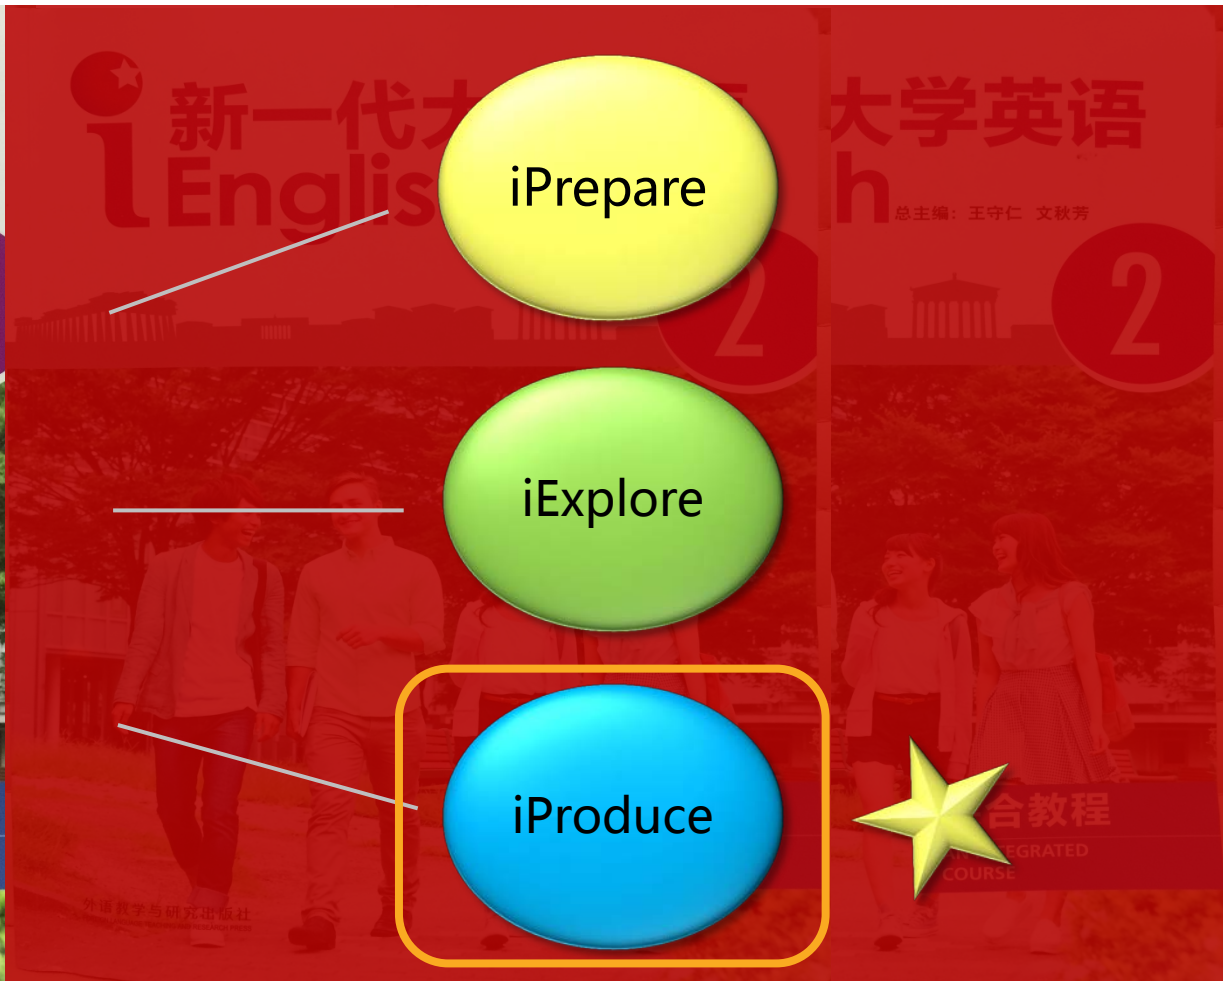 新一代大
大学英语
iEnglis
h
总主编：王守仁 文秋芳
iPrepare
2
2
iExplore
iProduce
合教程
INTEGRATED
COURSE
外语教学与研究出版社